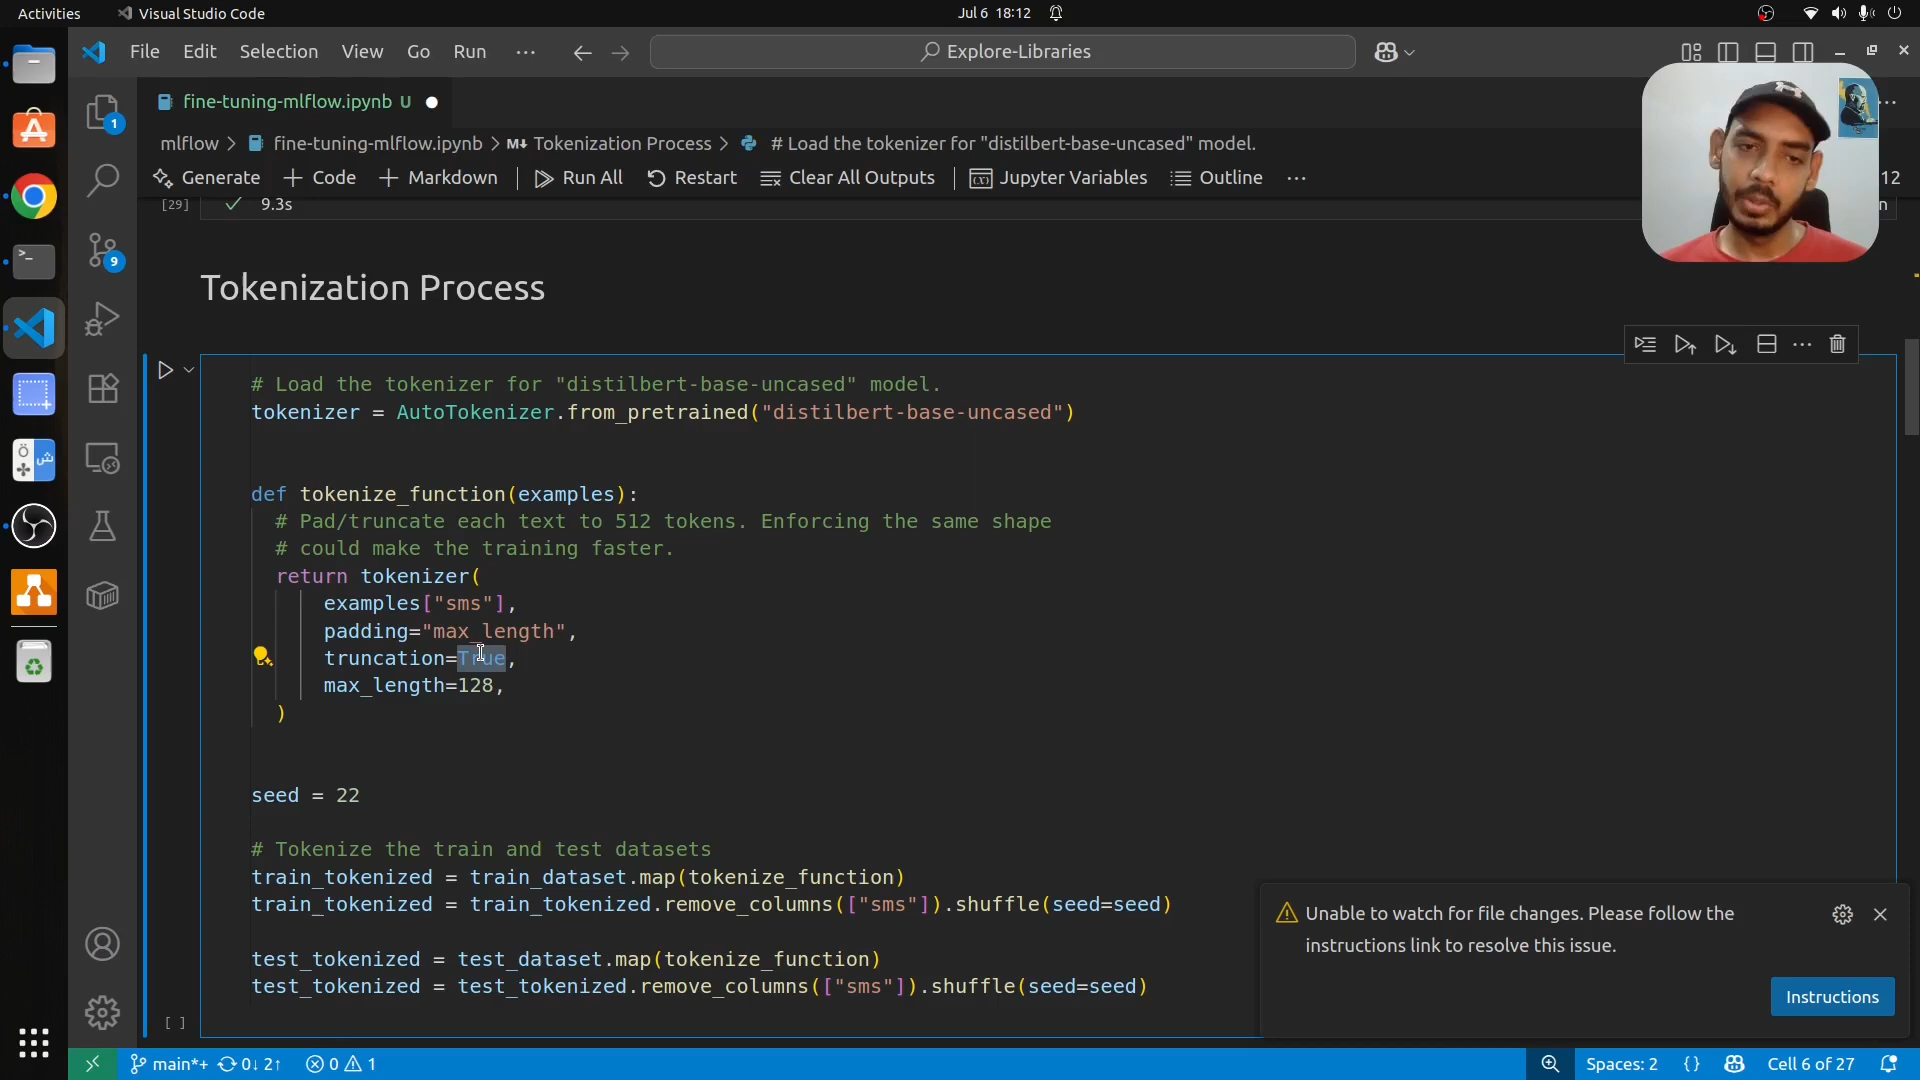 Activities
Visual Studio Code
Jul 6 18:12
File Edit Selection View Go Run ···
Explore-Libraries
fine-tuning-mlflow.ipynb U
mlflow > fine-tuning-mlflow.ipynb > M↓ Tokenization Process > # Load the tokenizer for "distilbert-base-uncased" model.
Generate + Code + Markdown Run All Restart Clear All Outputs Jupyter Variables Outline ···
12
[29] 9.3s
n
1
9
Tokenization Process
# Load the tokenizer for "distilbert-base-uncased" model.
tokenizer = AutoTokenizer.from_pretrained("distilbert-base-uncased")
def tokenize_function(examples):
# Pad/truncate each text to 512 tokens. Enforcing the same shape
# could make the training faster.
return tokenizer(
examples["sms"],
padding="max_length",
truncation=True,
max_length=128,
)
seed = 22
# Tokenize the train and test datasets
train_tokenized = train_dataset.map(tokenize_function)
train_tokenized = train_tokenized.remove_columns(["sms"]).shuffle(seed=seed)
test_tokenized = test_dataset.map(tokenize_function)
test_tokenized = test_tokenized.remove_columns(["sms"]).shuffle(seed=seed)
[ ]
Unable to watch for file changes. Please follow the
instructions link to resolve this issue.
Instructions
main*+ 0↓ 2↑ 0 1
Spaces: 2 {} Cell 6 of 27